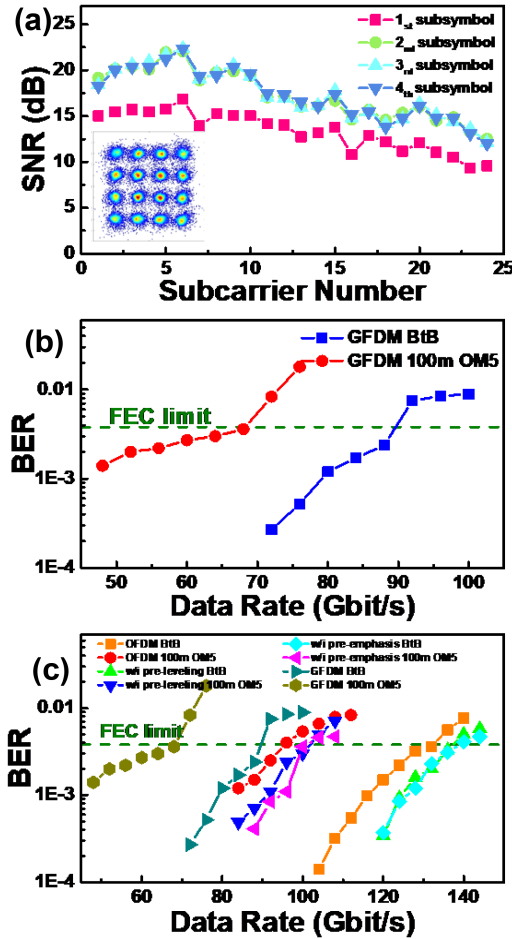 (a)
1st subsymbol
2nd subsymbol
3rd subsymbol
4th subsymbol
SNR (dB)
25
20
15
10
5
0
0 5 10 15 20 25
Subcarrier Number
(b)
GFDM BtB
GFDM 100m OM5
FEC limit
BER
0.01
1E-3
1E-4
50 60 70 80 90 100
Data Rate (Gbit/s)
(c)
OFDM BtB
OFDM 100m OM5
w/i pre-leveling BtB
w/i pre-leveling 100m OM5
w/i pre-emphasis BtB
w/i pre-emphasis 100m OM5
GFDM BtB
GFDM 100m OM5
FEC limit
BER
0.01
1E-3
1E-4
60 80 100 120 140
Data Rate (Gbit/s)